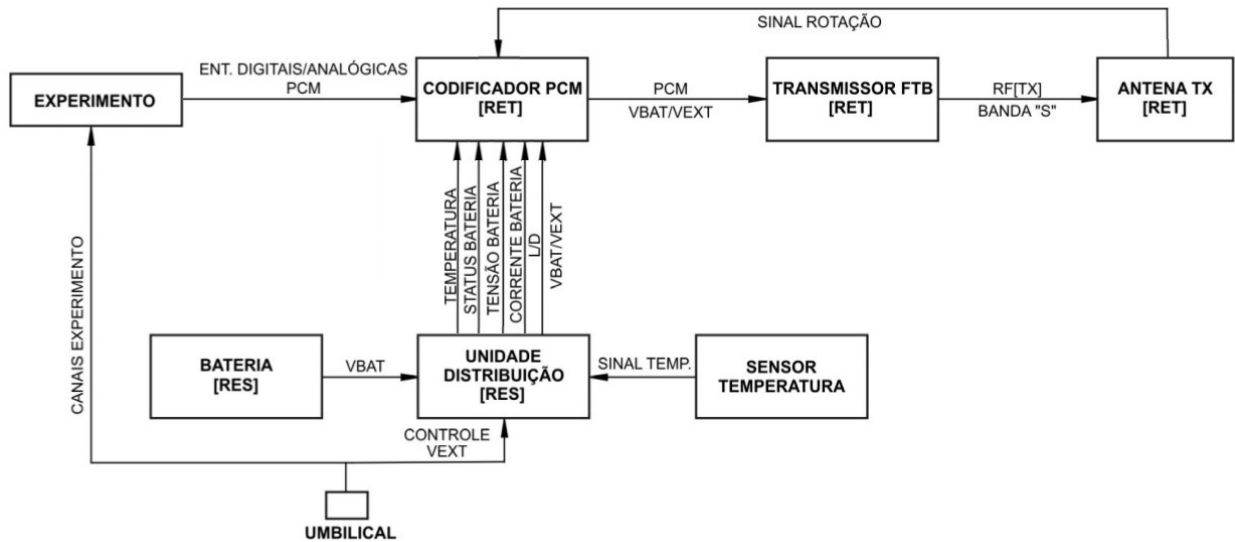 SINAL ROTAÇÃO
ENT. DIGITAIS/ANALÓGICAS
PCM
EXPERIMENTO
CODIFICADOR PCM
[RET]
PCM
VBAT/VEXT
TRANSMISSOR FTB
[RET]
RF[TX]
BANDA "S"
ANTENA TX
[RET]
CANAIS EXPERIMENTO
TEMPERATURA
STATUS BATERIA
TENSÃO BATERIA
CORRENTE BATERIA
L/D
VBAT/VEXT
BATERIA
[RES]
VBAT
UNIDADE
DISTRIBUIÇÃO
[RES]
SINAL TEMP.
SENSOR
TEMPERATURA
CONTROLE
VEXT
UMBILICAL